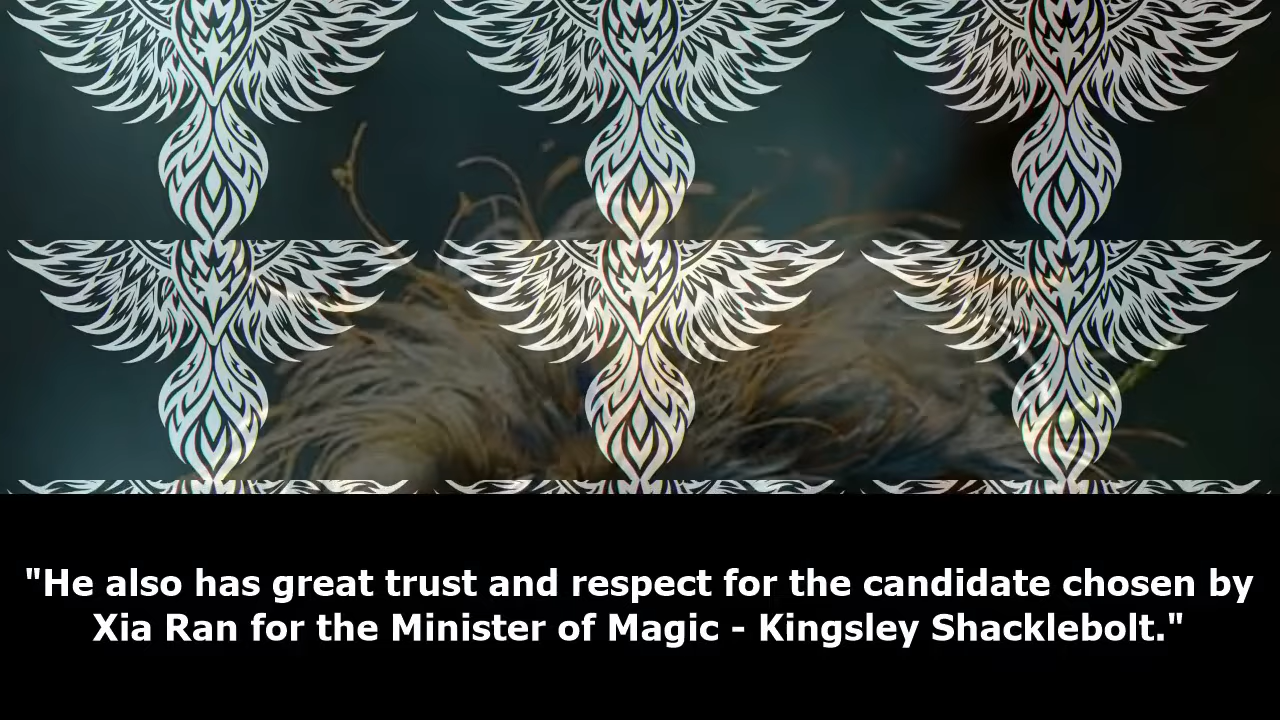 "He also has great trust and respect for the candidate chosen by
Xia Ran for the Minister of Magic - Kingsley Shacklebolt."